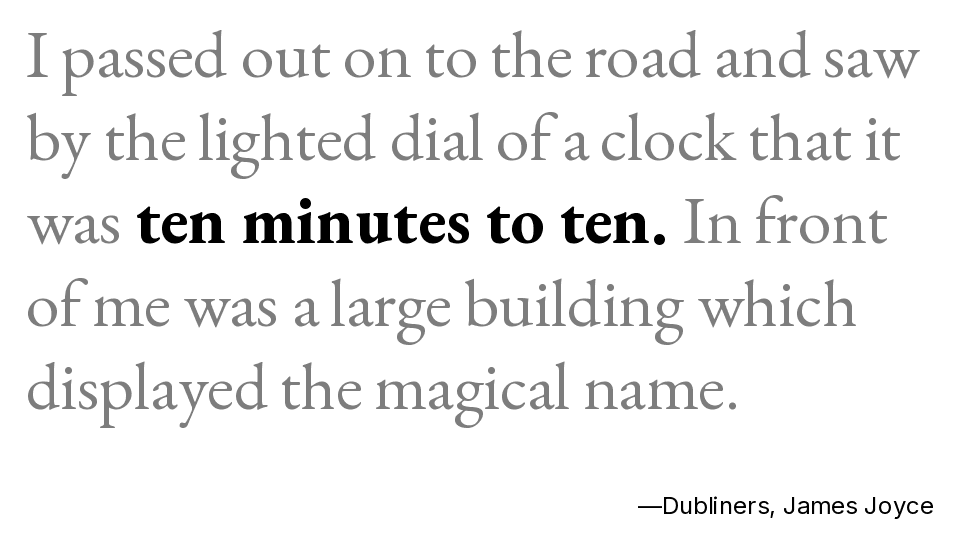 I passed out on to the road and saw
by the lighted dial of a clock that it
was ten minutes to ten. In front
of me was a large building which
displayed the magical name.
—Dubliners, James Joyce